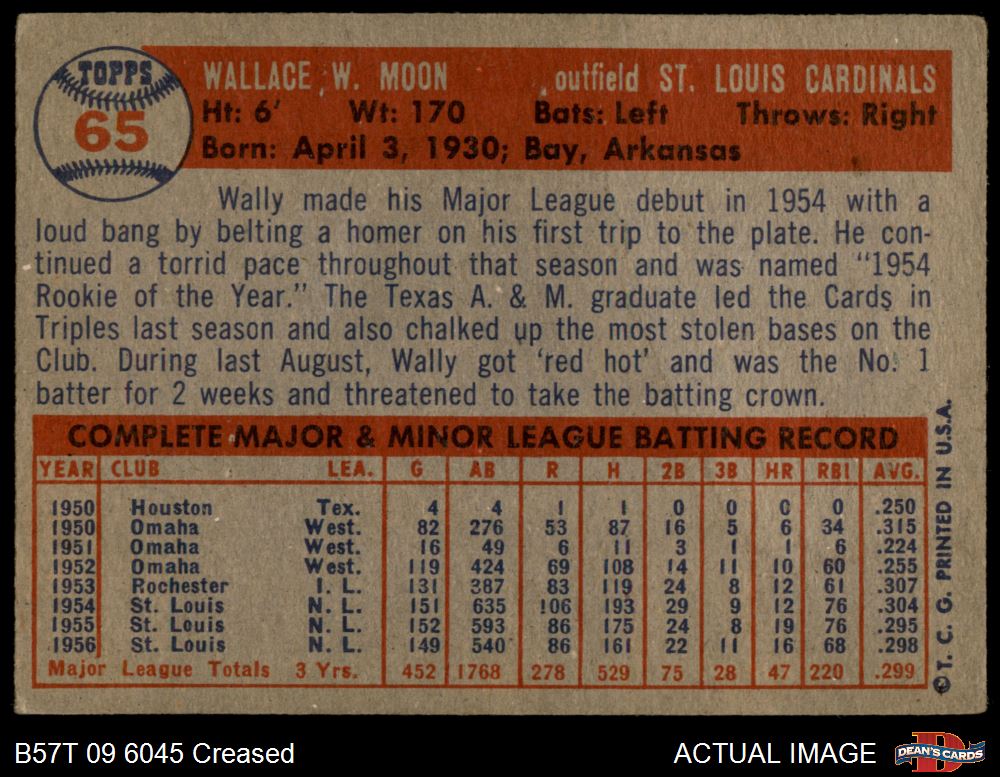 TOPPS
65
WALLACE W. MOON outfield ST. LOUIS CARDINALS
Ht: 6' Wt: 170 Bats: Left Throws: Right
Born: April 3, 1930; Bay, Arkansas
Wally made his Major League debut in 1954 with a
loud bang by belting a homer on his first trip to the plate. He con-
tinued a torrid pace throughout that season and was named "1954
Rookie of the Year." The Texas A. & M. graduate led the Cards in
Triples last season and also chalked up the most stolen bases on the
Club. During last August, Wally got 'red hot' and was the No. 1
batter for 2 weeks and threatened to take the batting crown.
COMPLETE MAJOR & MINOR LEAGUE BATTING RECORD
YEAR CLUB LEA. G AB R H 2B 3B HR RBI AVG.
1950 Houston Tex. 4 4 1 1 0 0 0 0 .250
1950 Omaha West. 82 276 53 87 16 5 6 34 .315
1951 Omaha West. 16 49 6 11 3 1 1 6 .224
1952 Omaha West. 119 424 69 108 14 11 10 60 .255
1953 Rochester I. L. 131 387 83 119 24 8 12 61 .307
1954 St. Louis N. L. 151 635 106 193 29 9 12 76 .304
1955 St. Louis N. L. 152 593 86 175 24 8 19 76 .295
1956 St. Louis N. L. 149 540 86 161 22 11 16 68 .298
Major League Totals 3 Yrs. 452 1768 278 529 75 28 47 220 .299
© T. C. G. PRINTED IN U.S.A.
B57T 09 6045 Creased ACTUAL IMAGE
DEAN'S CARDS